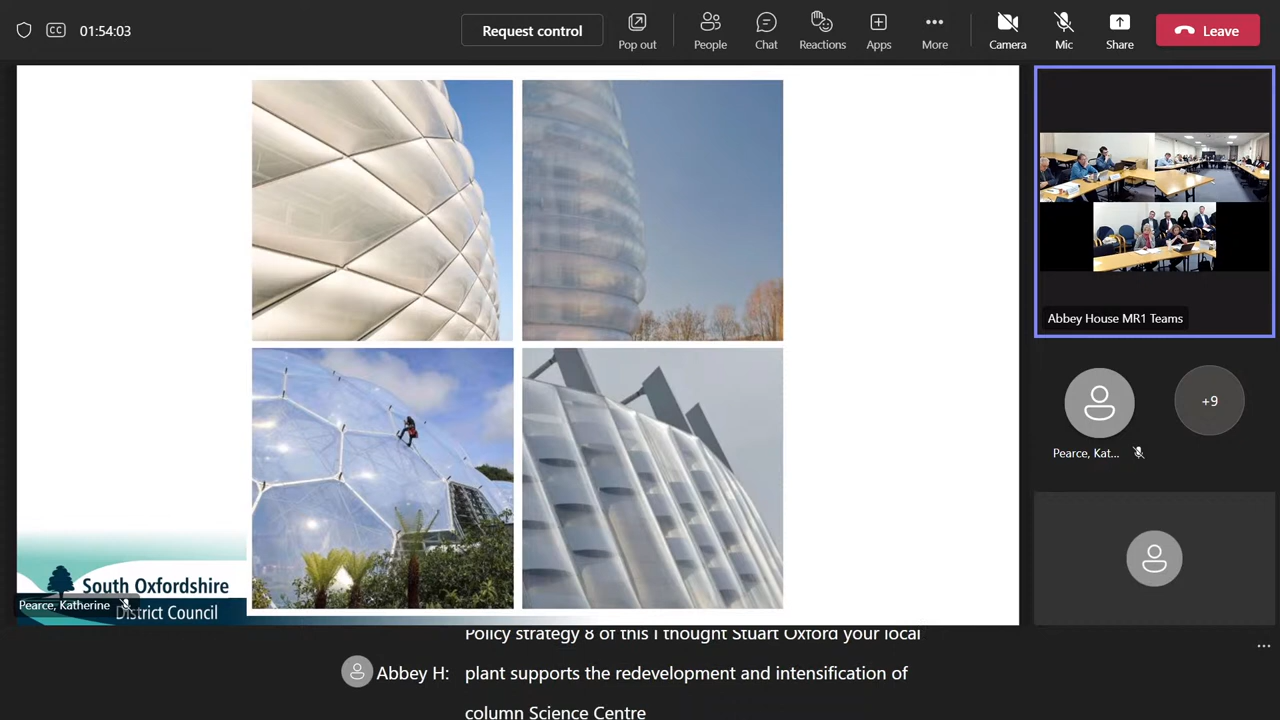 CC
01:54:03
Request control
Pop out
People
Chat
Reactions
Apps
More
Camera
Mic
Share
Leave
South Oxfordshire
District Council
Pearce, Katherine
Abbey House MR1 Teams
Pearce, Kat...
+9
Policy strategy 8 of this I thought Stuart Oxford your local
Abbey H: plant supports the redevelopment and intensification of
column Science Centre